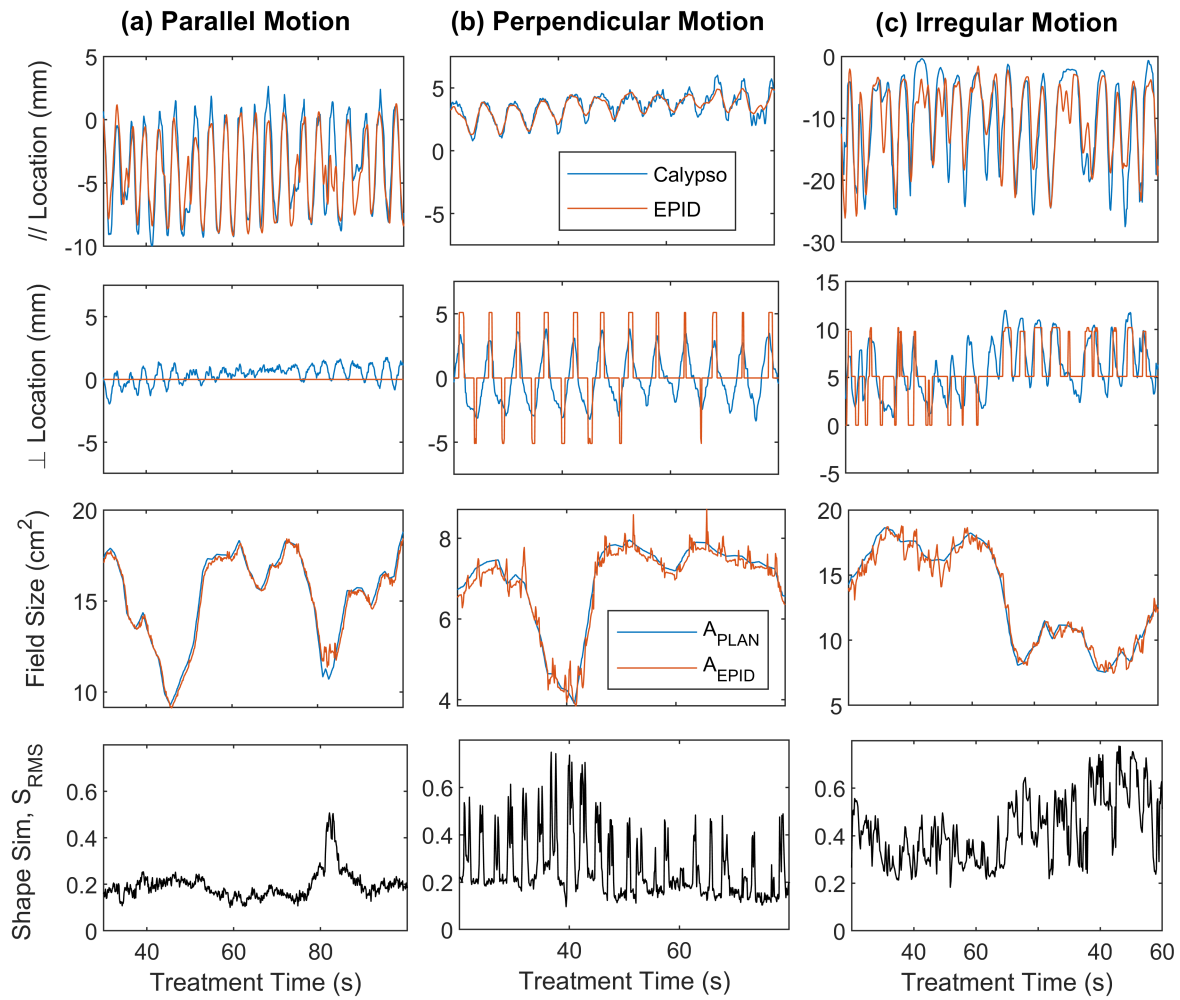 (a) Parallel Motion
(b) Perpendicular Motion
(c) Irregular Motion
// Location (mm)
5
0
-5
-10
5
0
-5
Calypso
EPID
-0
-10
-20
-30
⊥ Location (mm)
5
0
-5
5
0
-5
15
10
5
0
-5
Field Size (cm²)
20
15
10
8
6
4
A_PLAN
A_EPID
20
15
10
5
Shape Sim, S_RMS
0.6
0.4
0.2
0
40 60 80
Treatment Time (s)
0.6
0.4
0.2
0
40 60
Treatment Time (s)
0.6
0.4
0.2
0
40 60 40 60
Treatment Time (s)